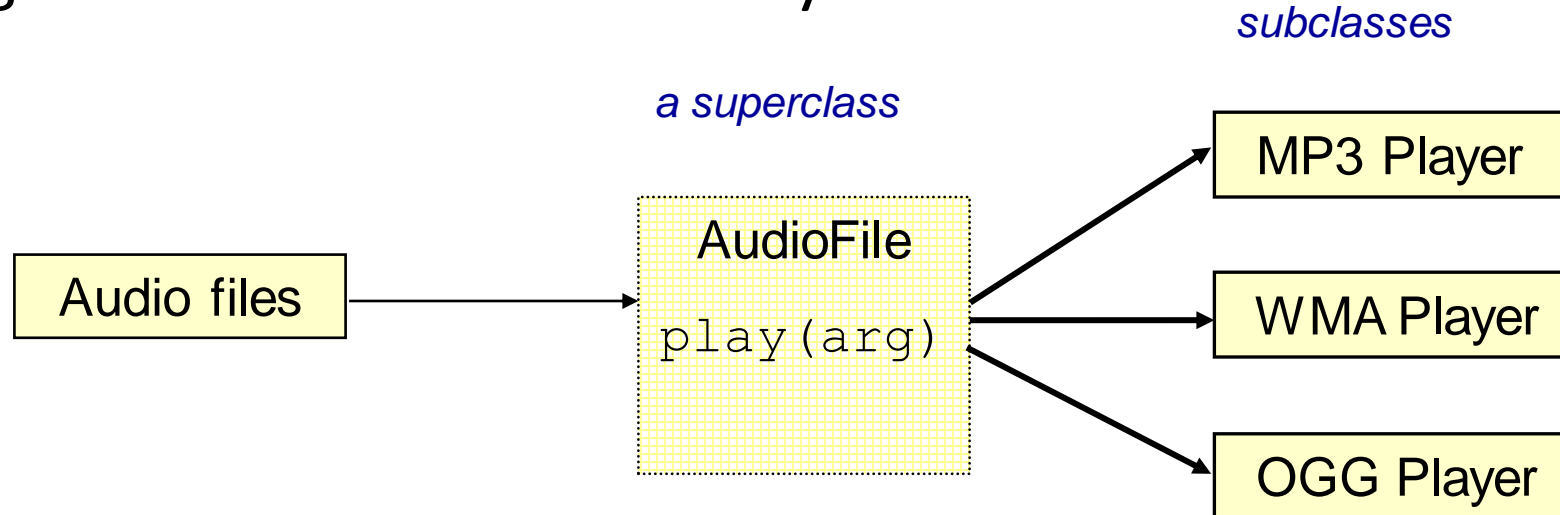 subclasses
a superclass
MP3 Player
AudioFile
Audio files
play(arg)
WMA Player
OGG Player